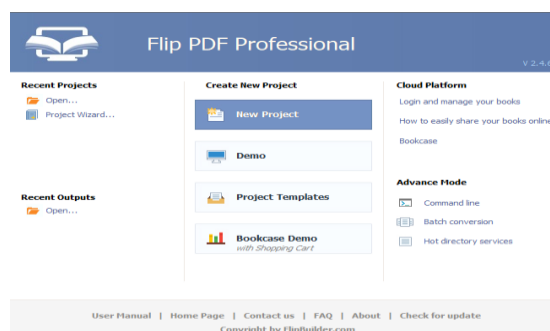 Flip PDF Professional
V 2.4.6
Recent Projects
Open...
Project Wizard...
Recent Outputs
Open...
Create New Project
New Project
Demo
Project Templates
Bookcase Demo
with Shopping Cart
Cloud Platform
Login and manage your books
How to easily share your books online
Bookcase
Advance Mode
Command line
Batch conversion
Hot directory services
User Manual | Home Page | Contact us | FAQ | About | Check for update
Copyright by FlipBuilder.com